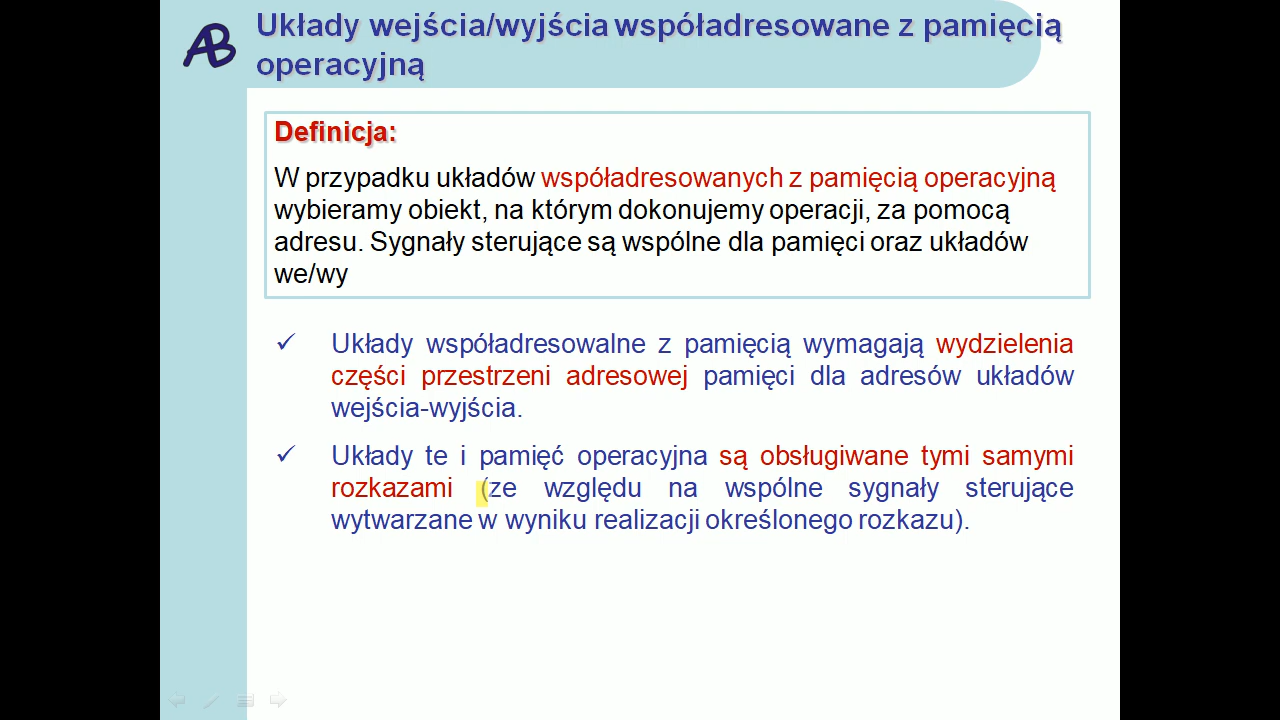 AB
Układy wejścia/wyjścia współadresowane z pamięcią
operacyjną
Definicja:
W przypadku układów współadresowanych z pamięcią operacyjną
wybieramy obiekt, na którym dokonujemy operacji, za pomocą
adresu. Sygnały sterujące są wspólne dla pamięci oraz układów
we/wy
✓ Układy współadresowalne z pamięcią wymagają wydzielenia
części przestrzeni adresowej pamięci dla adresów układów
wejścia-wyjścia.
✓ Układy te i pamięć operacyjna są obsługiwane tymi samymi
rozkazami (ze względu na wspólne sygnały sterujące
wytwarzane w wyniku realizacji określonego rozkazu).